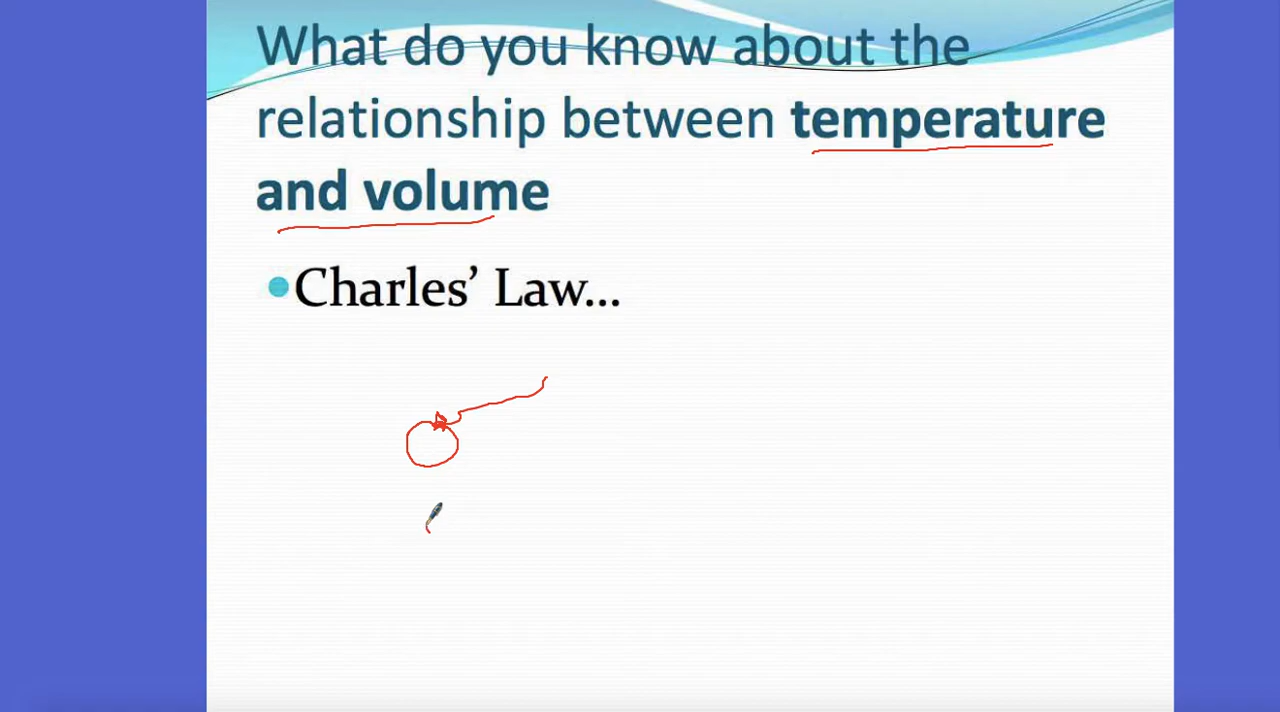 What do you know about the
relationship between temperature
and volume
Charles’ Law...